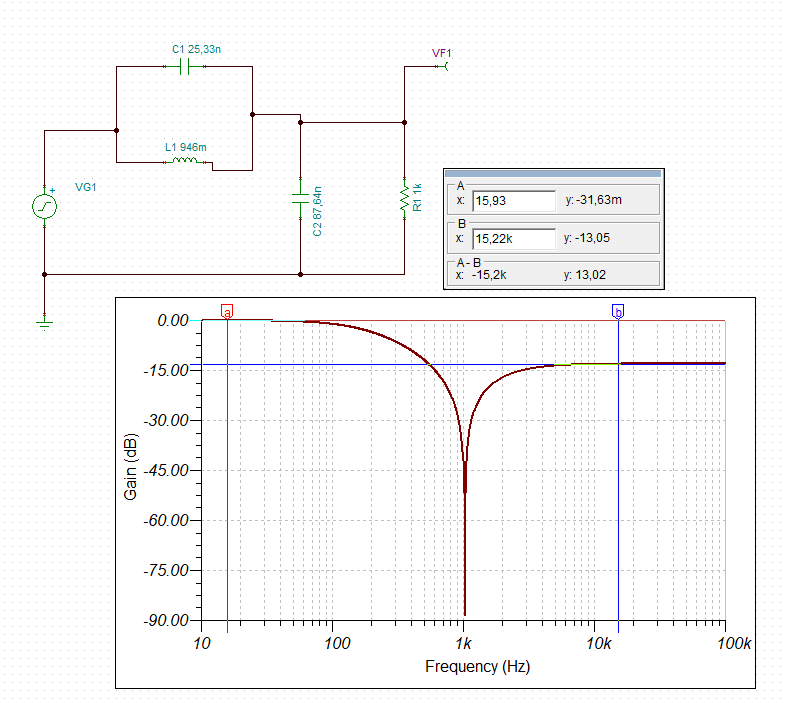 C1 25,33n
VF1
L1 946m
VG1
C2 87,64n
R1 1k
A
x: 15,93 y: -31,63m
B
x: 15,22k y: -13,05
A - B
x: -15,2k y: 13,02
a
b
0.00
-15.00
-30.00
-45.00
-60.00
-75.00
-90.00
Gain (dB)
10 100 1k 10k 100k
Frequency (Hz)